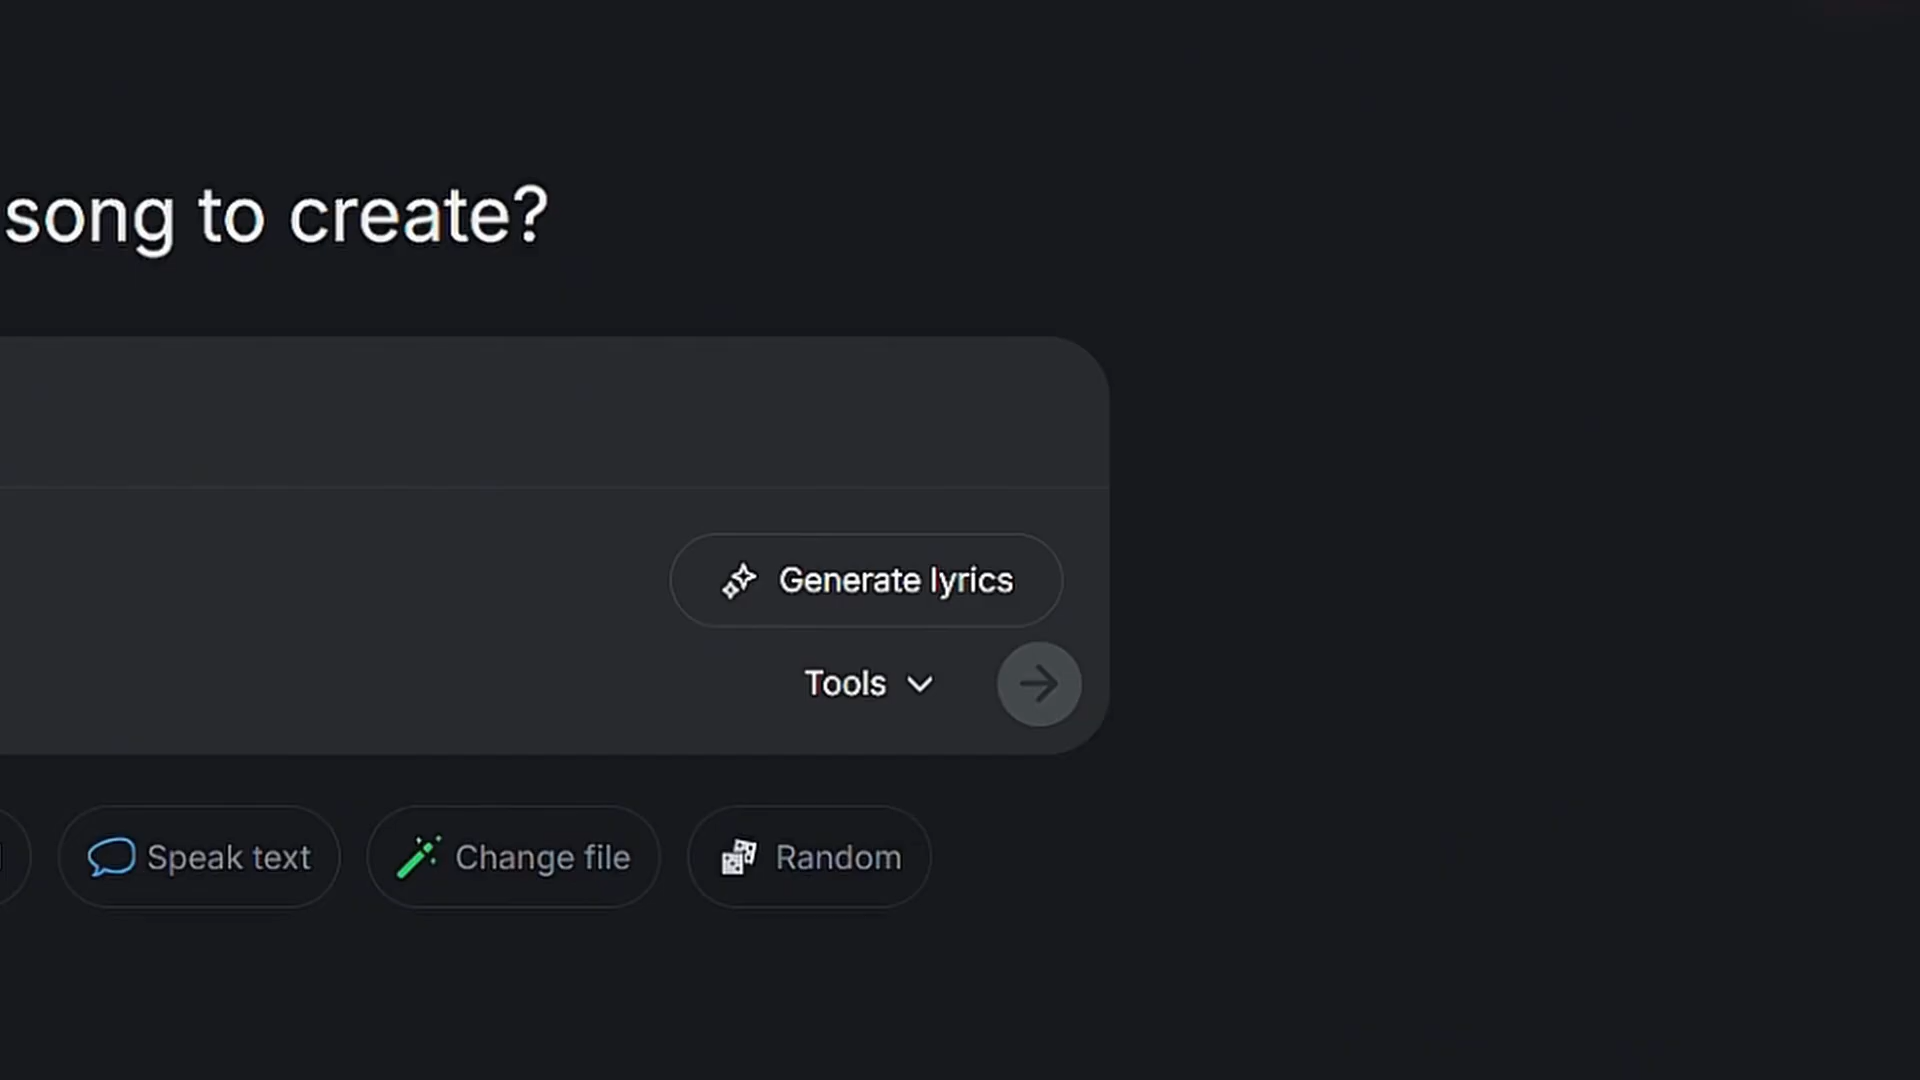 song to create?
Generate lyrics
Tools
Speak text
Change file
Random